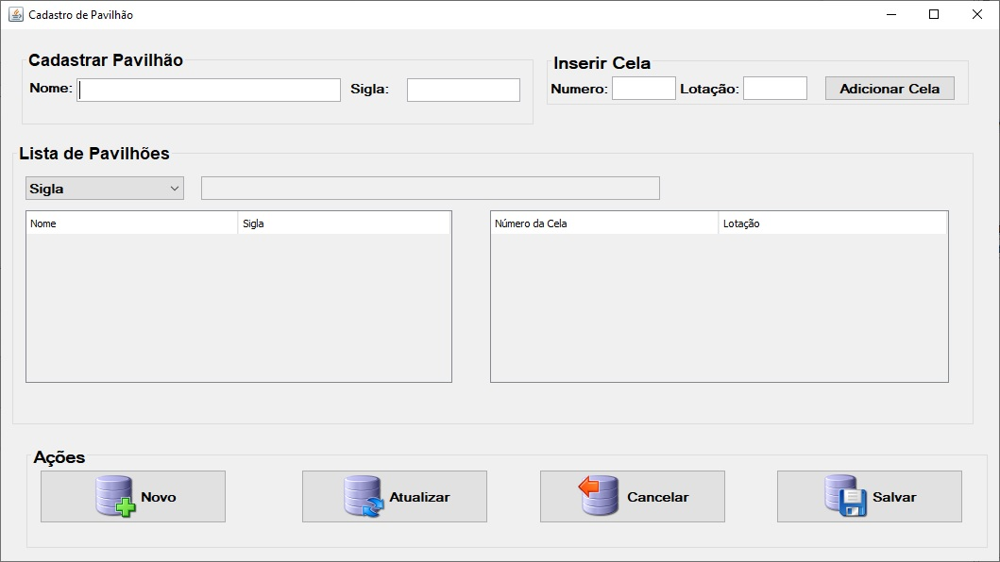 Cadastro de Pavilhão
Cadastrar Pavilhão
Nome:
Sigla:
Inserir Cela
Numero:
Lotação:
Adicionar Cela
Lista de Pavilhões
Sigla
Nome
Sigla
Número da Cela
Lotação
Ações
Novo
Atualizar
Cancelar
Salvar